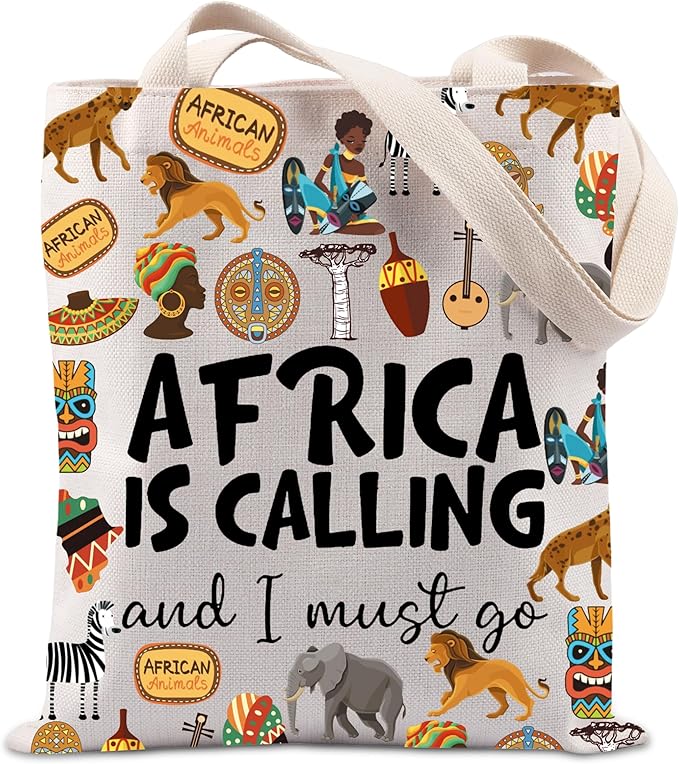 AFRICAN
Animals
AFRICAN
Animals
AFRICA
IS CALLING
and I must go
AFRICAN
Animals